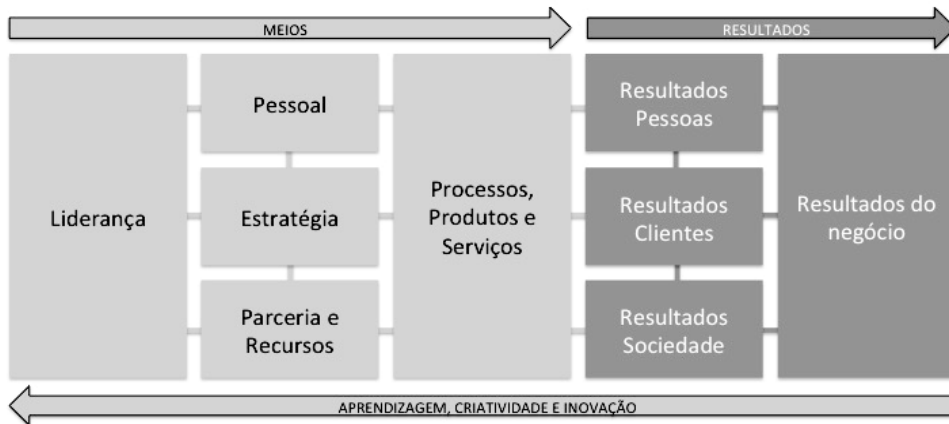 MEIOS
RESULTADOS
Liderança
Pessoal
Estratégia
Parceria e
Recursos
Processos,
Produtos e
Serviços
Resultados
Pessoas
Resultados
Clientes
Resultados
Sociedade
Resultados do
negócio
APRENDIZAGEM, CRIATIVIDADE E INOVAÇÃO